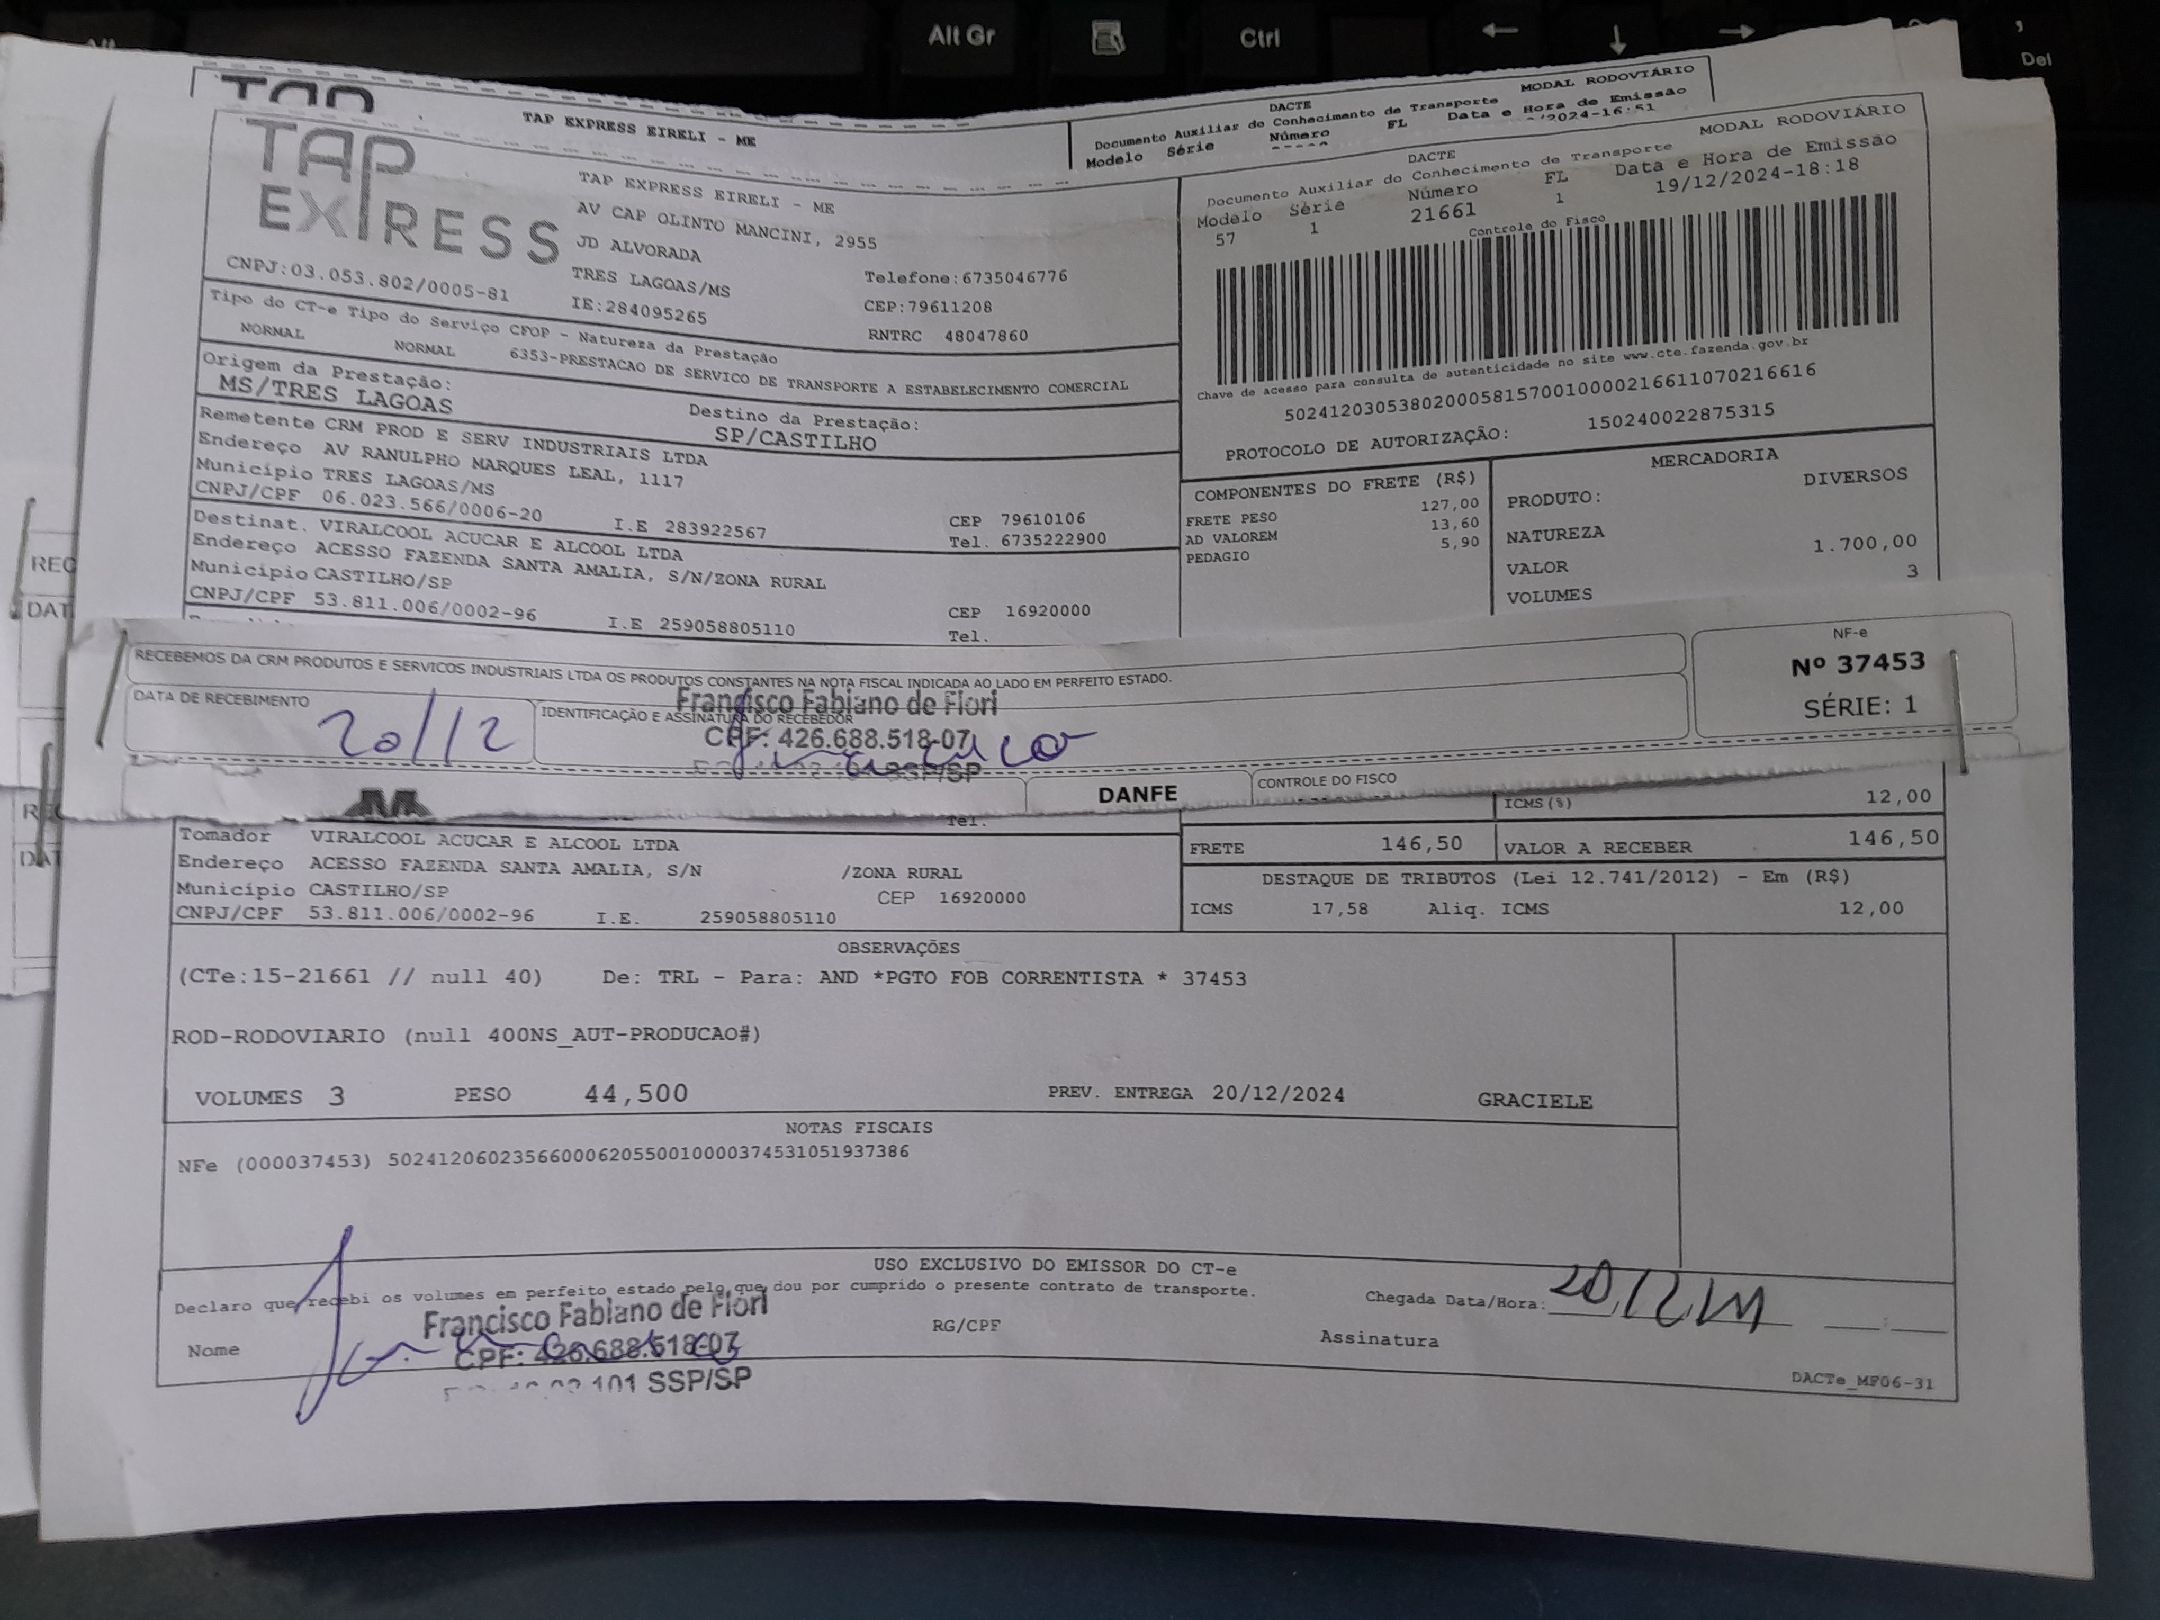 Alt Gr
Ctrl
Del
TAP EXPRESS EIRELI - ME
DACTE
MODAL RODOVIÁRIO
Documento Auxiliar do Conhecimento de Transporte
Modelo Série Número FL Data e Hora de Emissão
/2024-16:51
TAP
EXPRESS
CNPJ:03.053.802/0005-81
TAP EXPRESS EIRELI - ME
AV CAP OLINTO MANCINI, 2955
JD ALVORADA
TRES LAGOAS/MS
IE:284095265
Telefone:6735046776
CEP:79611208
RNTRC 48047860
DACTE
MODAL RODOVIÁRIO
Documento Auxiliar do Conhecimento de Transporte
Modelo Série Número FL Data e Hora de Emissão
57 1 21661 1 19/12/2024-18:18
Controle do Fisco
Chave de acesso para consulta de autenticidade no site www.cte.fazenda.gov.br
50241203053802000581570010000216611070216616
PROTOCOLO DE AUTORIZAÇÃO: 150240022875315
Tipo do CT-e Tipo do Serviço CFOP - Natureza da Prestação
NORMAL NORMAL 6353-PRESTACAO DE SERVICO DE TRANSPORTE A ESTABELECIMENTO COMERCIAL
Origem da Prestação: Destino da Prestação:
MS/TRES LAGOAS SP/CASTILHO
Remetente CRM PROD E SERV INDUSTRIAIS LTDA
Endereço AV RANULPHO MARQUES LEAL, 1117
Município TRES LAGOAS/MS CEP 79610106
CNPJ/CPF 06.023.566/0006-20 I.E 283922567 Tel. 6735222900
Destinat. VIRALCOOL ACUCAR E ALCOOL LTDA
Endereço ACESSO FAZENDA SANTA AMALIA, S/N/ZONA RURAL
Município CASTILHO/SP CEP 16920000
CNPJ/CPF 53.811.006/0002-96 I.E 259058805110 Tel.
COMPONENTES DO FRETE (R$)
FRETE PESO 127,00
AD VALOREM 13,60
PEDAGIO 5,90
MERCADORIA
PRODUTO: DIVERSOS
NATUREZA
VALOR 1.700,00
VOLUMES 3
REC
DAT
RECEBEMOS DA CRM PRODUTOS E SERVICOS INDUSTRIAIS LTDA OS PRODUTOS CONSTANTES NA NOTA FISCAL INDICADA AO LADO EM PERFEITO ESTADO.
DATA DE RECEBIMENTO
20/12
IDENTIFICAÇÃO E ASSINATURA DO RECEBEDOR
Francisco Fabiano de Fiori
CPF: 426.688.518-07
SSP/SP
NF-e
Nº 37453
SÉRIE: 1
DANFE
CONTROLE DO FISCO
R
DAT
Tel.
ICMS(%) 12,00
Tomador VIRALCOOL ACUCAR E ALCOOL LTDA
Endereço ACESSO FAZENDA SANTA AMALIA, S/N /ZONA RURAL
Município CASTILHO/SP CEP 16920000
CNPJ/CPF 53.811.006/0002-96 I.E. 259058805110
FRETE 146,50 VALOR A RECEBER 146,50
DESTAQUE DE TRIBUTOS (Lei 12.741/2012) - Em (R$)
ICMS 17,58 Aliq. ICMS 12,00
OBSERVAÇÕES
(CTe:15-21661 // null 40) De: TRL - Para: AND *PGTO FOB CORRENTISTA * 37453
ROD-RODOVIARIO (null 400NS_AUT-PRODUCAO#)
VOLUMES 3 PESO 44,500 PREV. ENTREGA 20/12/2024 GRACIELE
NOTAS FISCAIS
NFe (000037453) 50241206023566000620550010000374531051937386
USO EXCLUSIVO DO EMISSOR DO CT-e
Declaro que recebi os volumes em perfeito estado pelo que dou por cumprido o presente contrato de transporte.
Chegada Data/Hora: 20/12/24
Francisco Fabiano de Fiori
Nome RG/CPF Assinatura
CPF: 426.688.518-07
101 SSP/SP
DACTe_MF06-31